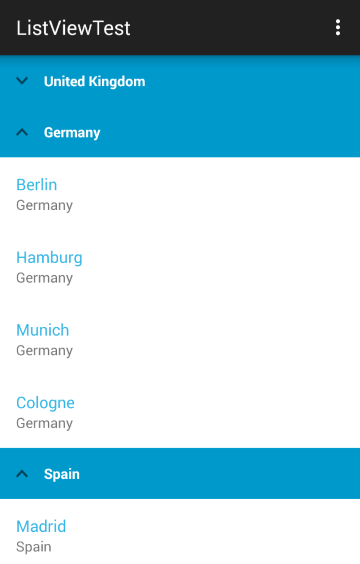 ListViewTest
United Kingdom
Germany
Berlin
Germany
Hamburg
Germany
Munich
Germany
Cologne
Germany
Spain
Madrid
Spain